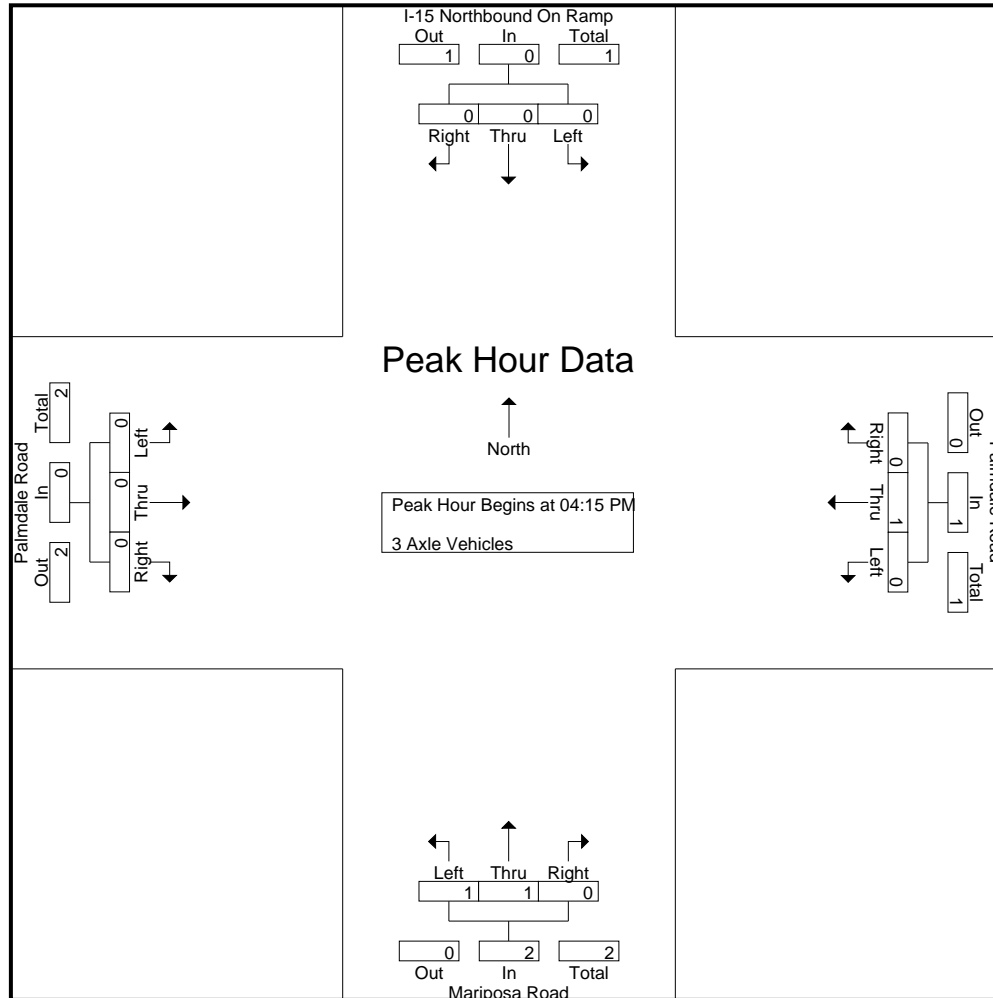 I-15 Northbound On Ramp
Out In Total
1 0 1
0 0 0
Right Thru Left
Peak Hour Data
North
Peak Hour Begins at 04:15 PM
3 Axle Vehicles
Palmdale Road
Out In Total
2 0 2
0 0 0
Left Thru Right
Out In Total
0 1 1
0 1 0
Right Thru Left
Left Thru Right
1 1 0
0 2 2
Out In Total
Mariposa Road